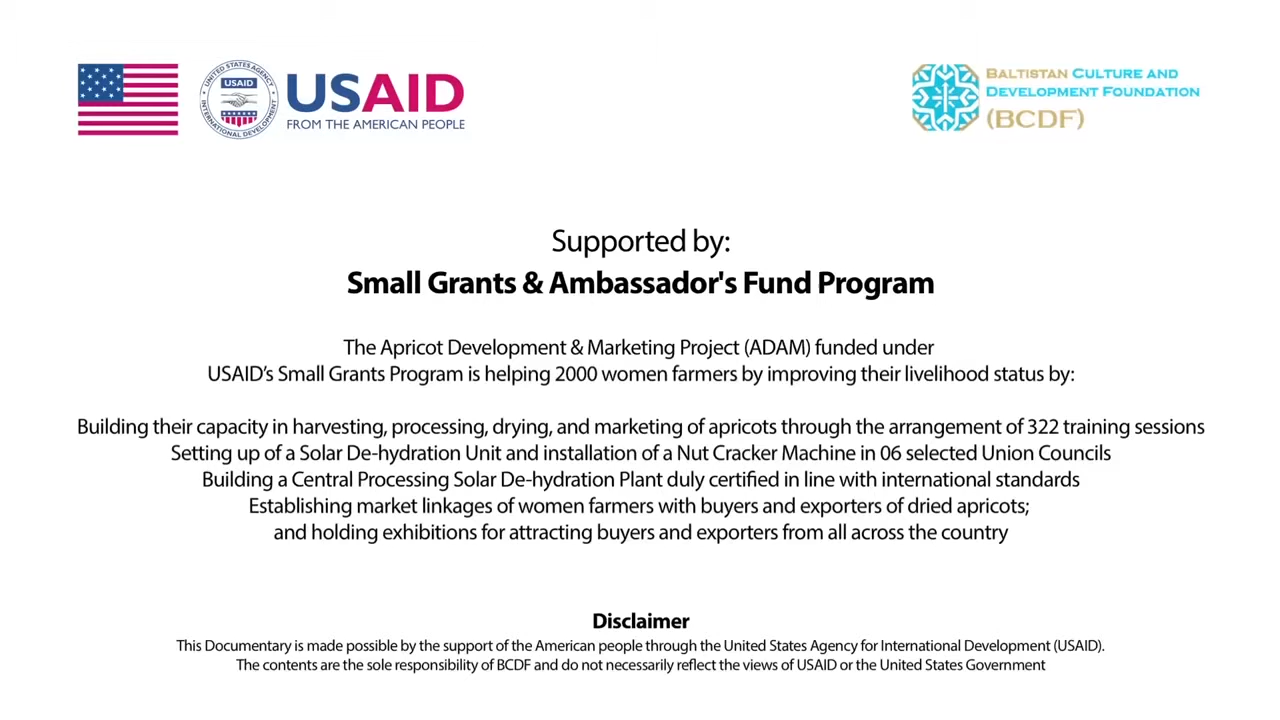 UNITED STATES AGENCY
USAID
INTERNATIONAL DEVELOPMENT
USAID
FROM THE AMERICAN PEOPLE
BALTISTAN CULTURE AND
DEVELOPMENT FOUNDATION
(BCDF)
Supported by:
Small Grants & Ambassador's Fund Program
The Apricot Development & Marketing Project (ADAM) funded under
USAID’s Small Grants Program is helping 2000 women farmers by improving their livelihood status by:
Building their capacity in harvesting, processing, drying, and marketing of apricots through the arrangement of 322 training sessions
Setting up of a Solar De-hydration Unit and installation of a Nut Cracker Machine in 06 selected Union Councils
Building a Central Processing Solar De-hydration Plant duly certified in line with international standards
Establishing market linkages of women farmers with buyers and exporters of dried apricots;
and holding exhibitions for attracting buyers and exporters from all across the country
Disclaimer
This Documentary is made possible by the support of the American people through the United States Agency for International Development (USAID).
The contents are the sole responsibility of BCDF and do not necessarily reflect the views of USAID or the United States Government